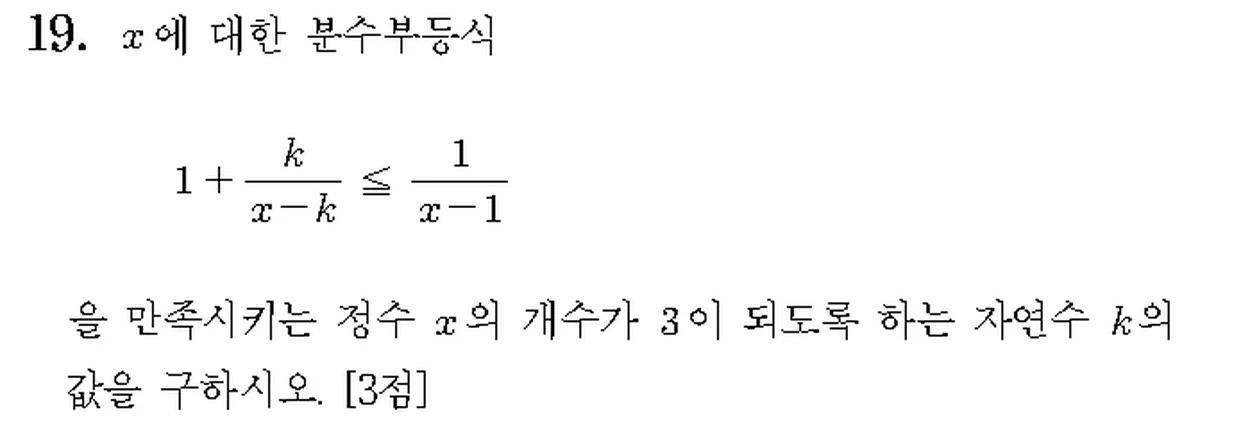 19. x에 대한 분수부등식
1 + \frac{k}{x-k} ≦ \frac{1}{x-1}
을 만족시키는 정수 x의 개수가 3이 되도록 하는 자연수 k의
값을 구하시오. [3점]